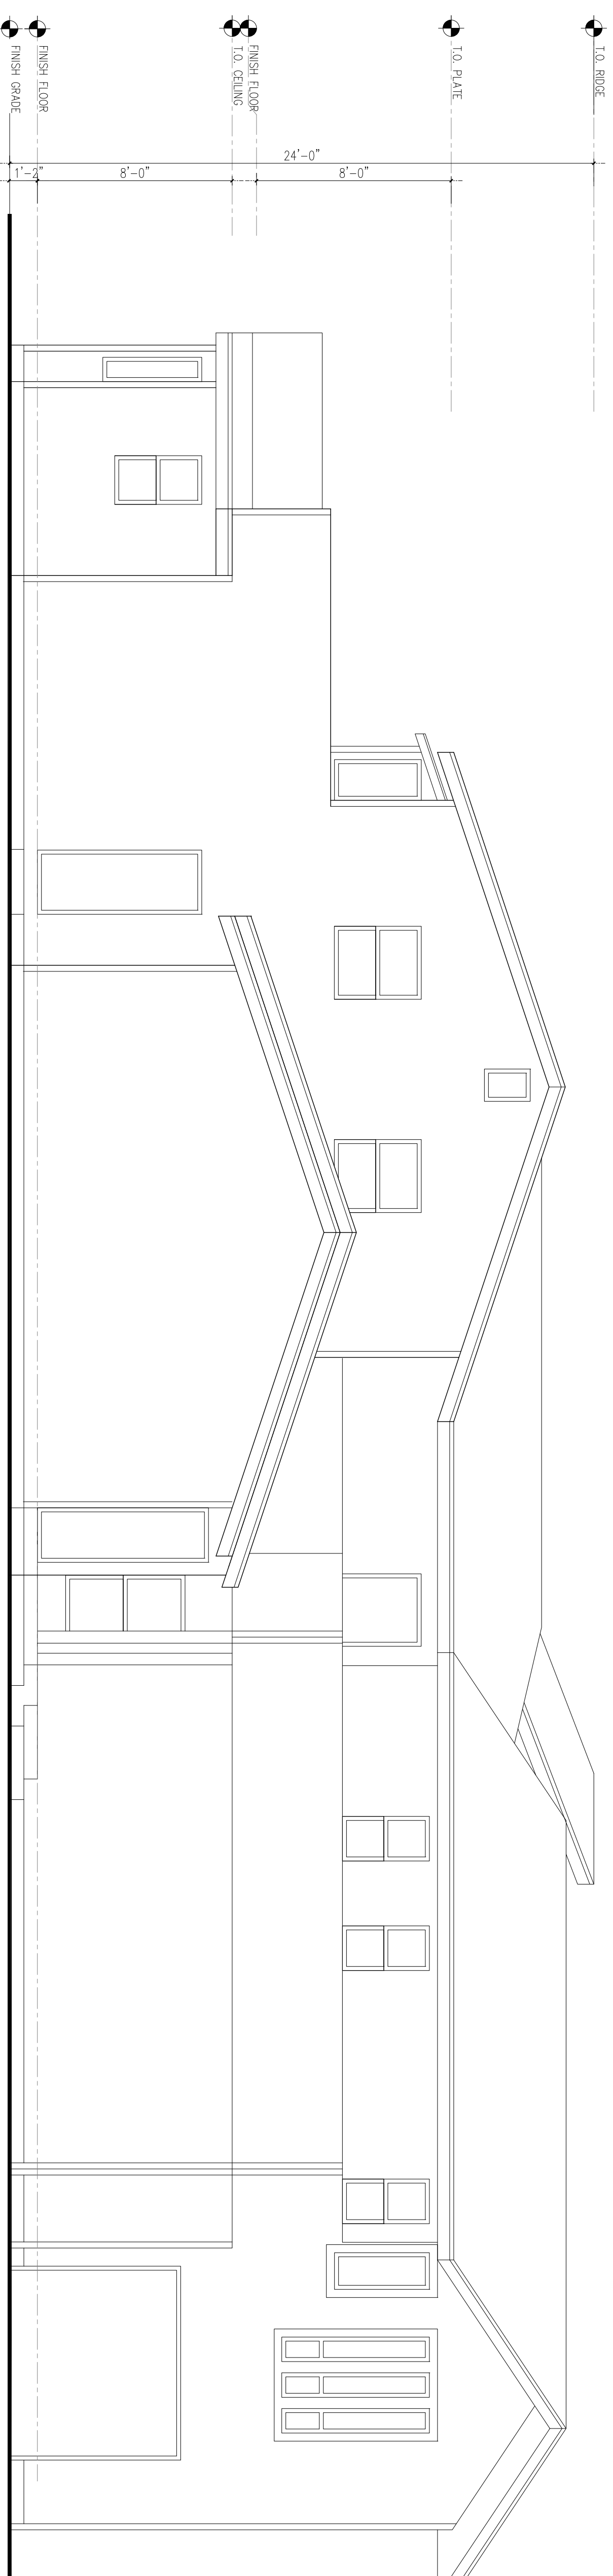 T.O. RIDGE
T.O. PLATE
FINISH FLOOR
T.O. CEILING
FINISH FLOOR
FINISH GRADE
24'-0"
8'-0"
8'-0"
1'-2"